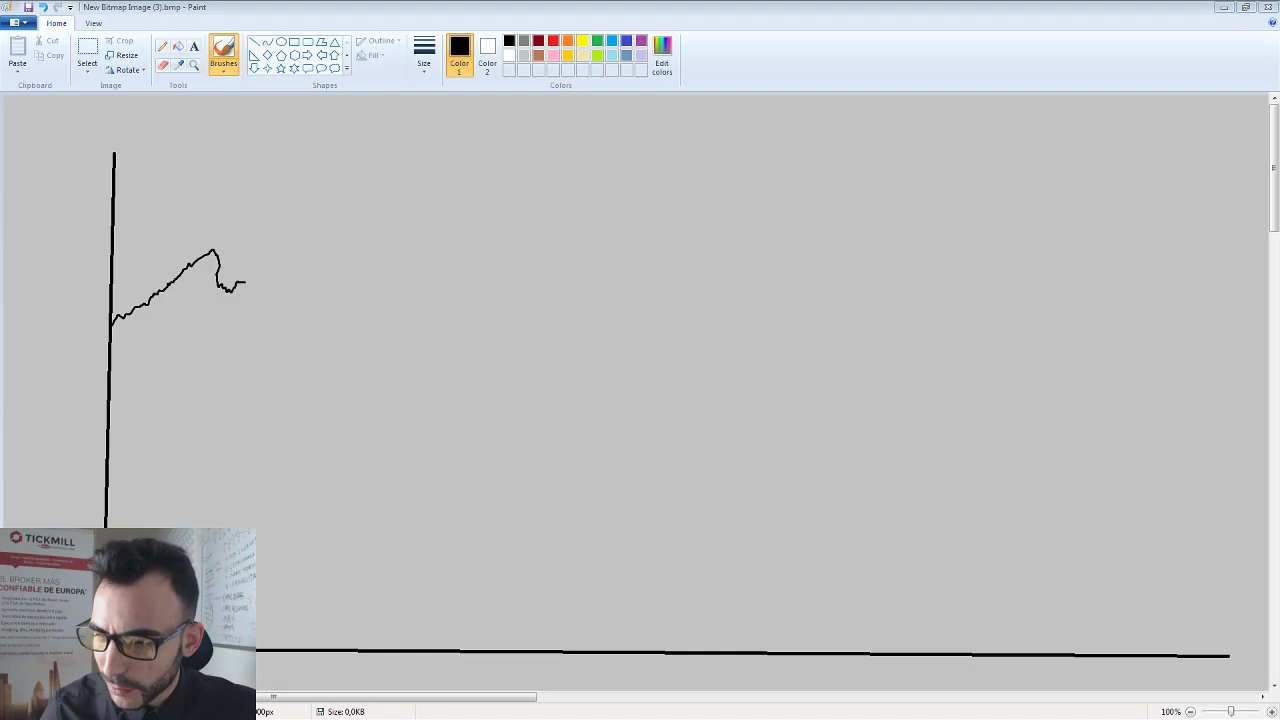 New Bitmap Image (3).bmp - Paint
Home
View
Paste
Cut
Copy
Clipboard
Select
Crop
Resize
Rotate
Image
A
Tools
Brushes
Shapes
Outline
Fill
Size
Color
1
Color
2
Edit
colors
Colors
TICKMILL
EL BROKER MÁS
CONFIABLE DE EUROPA*
00px
Size: 0,0KB
100%